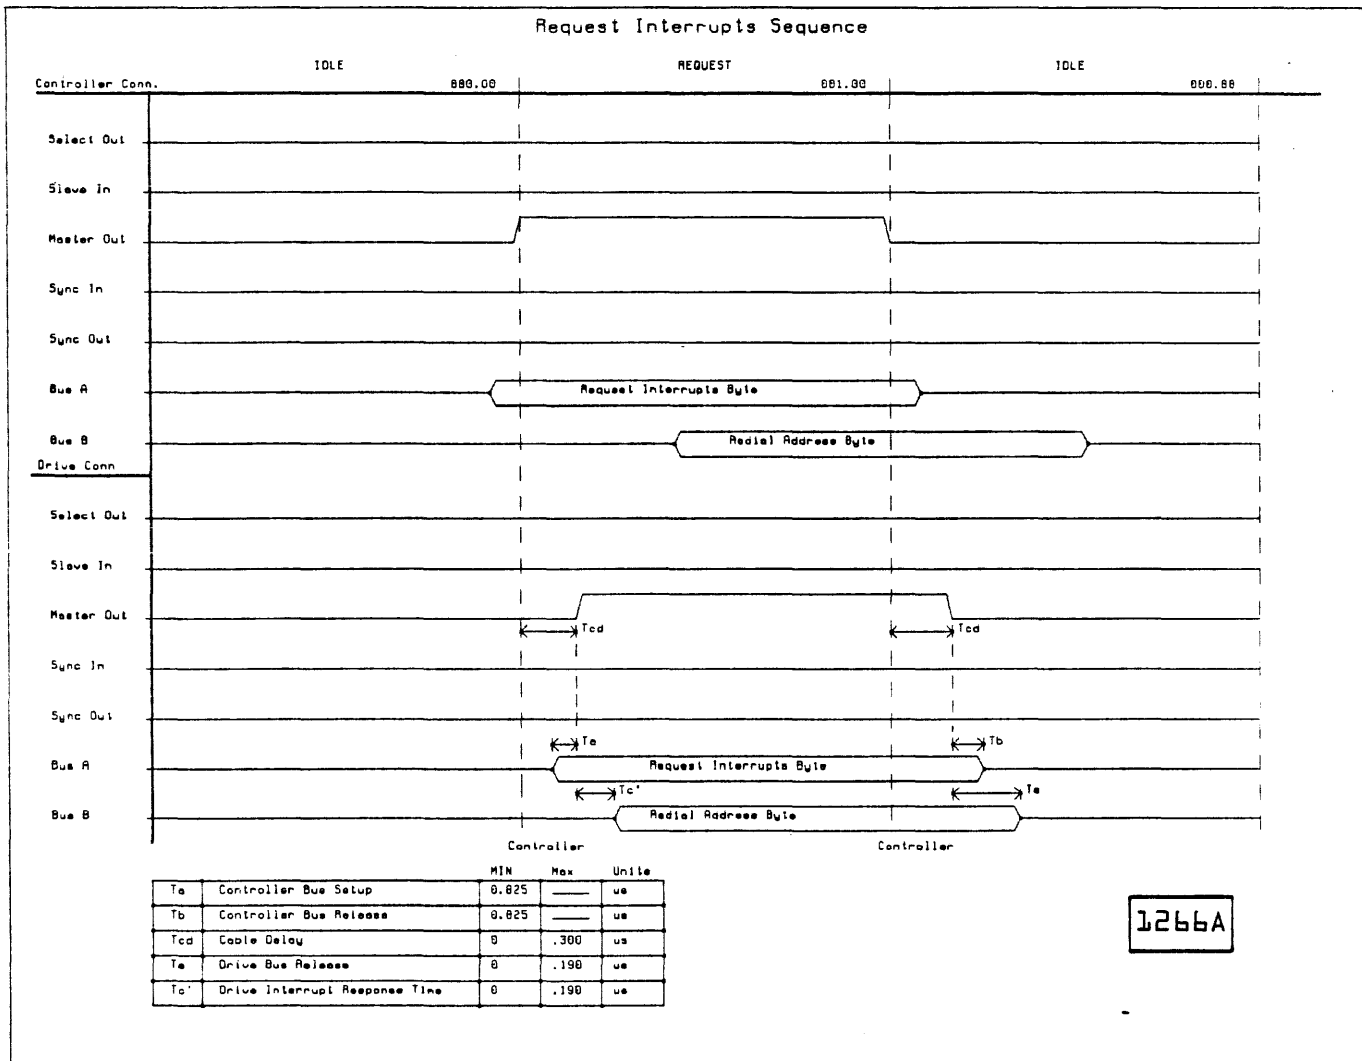 Request Interrupts Sequence
IDLE REQUEST IDLE
Controller Conn. 000.00 001.00 000.00
Select Out
Slave In
Master Out
Sync In
Sync Out
Bus A Request Interrupts Byte
Bus B Radial Address Byte
Drive Conn
Select Out
Slave In
Master Out
Tcd Tcd
Sync In
Sync Out
Ta Tb
Bus A Request Interrupts Byte
Tc' Te
Bus B Radial Address Byte
Controller Controller
MIN Max Units
Ta Controller Bus Setup 0.025 us
Tb Controller Bus Release 0.025 us
Tcd Cable Delay 0 .300 us
Te Drive Bus Release 0 .190 us
Tc' Drive Interrupt Response Time 0 .190 us
1266A